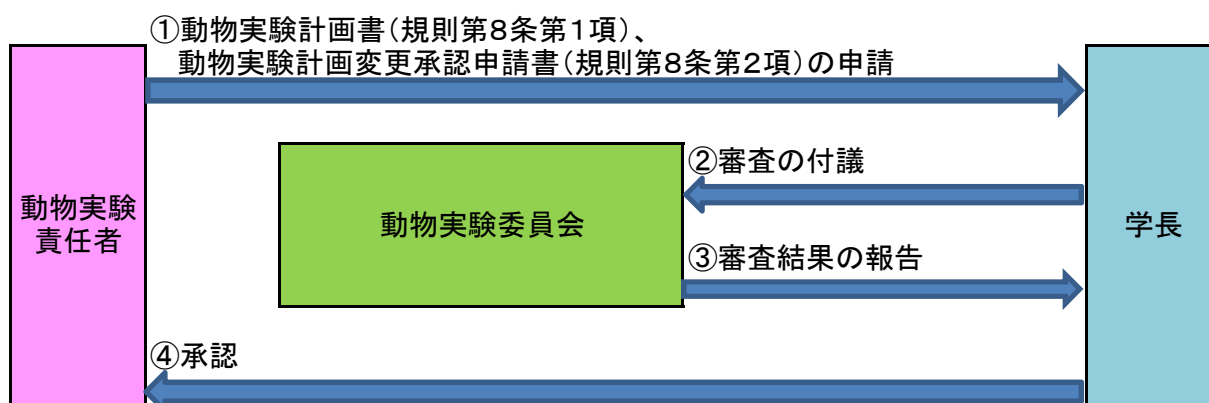 ①動物実験計画書(規則第8条第1項)、
動物実験計画変更承認申請書(規則第8条第2項)の申請
動物実験
責任者
動物実験委員会
②審査の付議
③審査結果の報告
学長
④承認